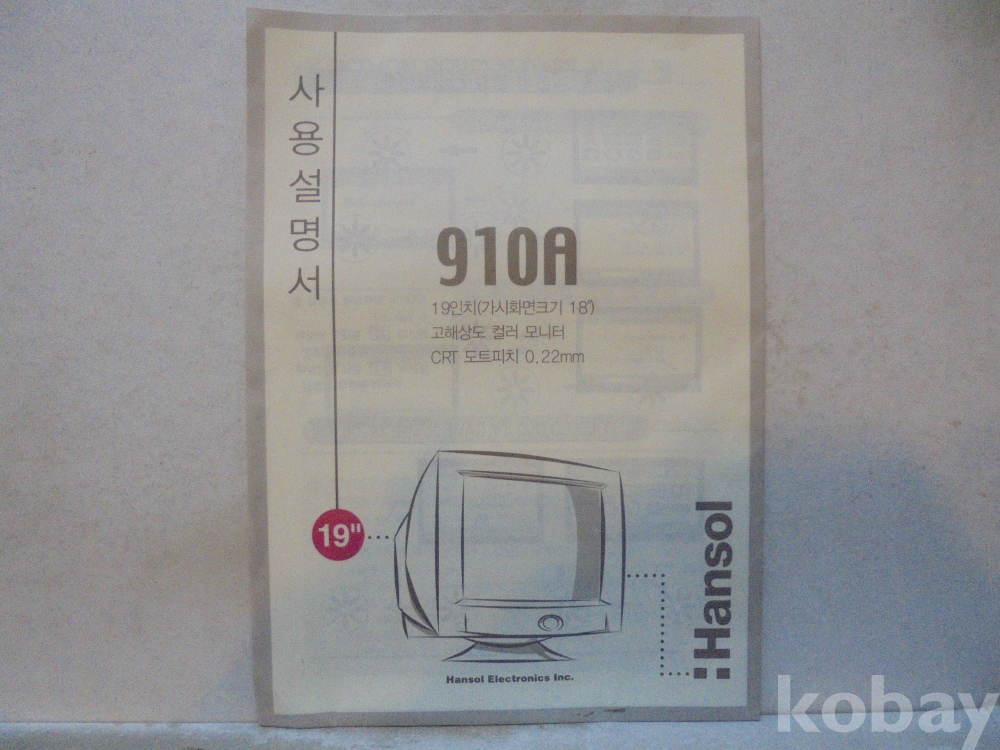 사용설명서
910A
19인치(가시화면크기 18")
고해상도 컬러 모니터
CRT 도트피치 0.22mm
19"
Hansol
Hansol Electronics Inc.
kobay